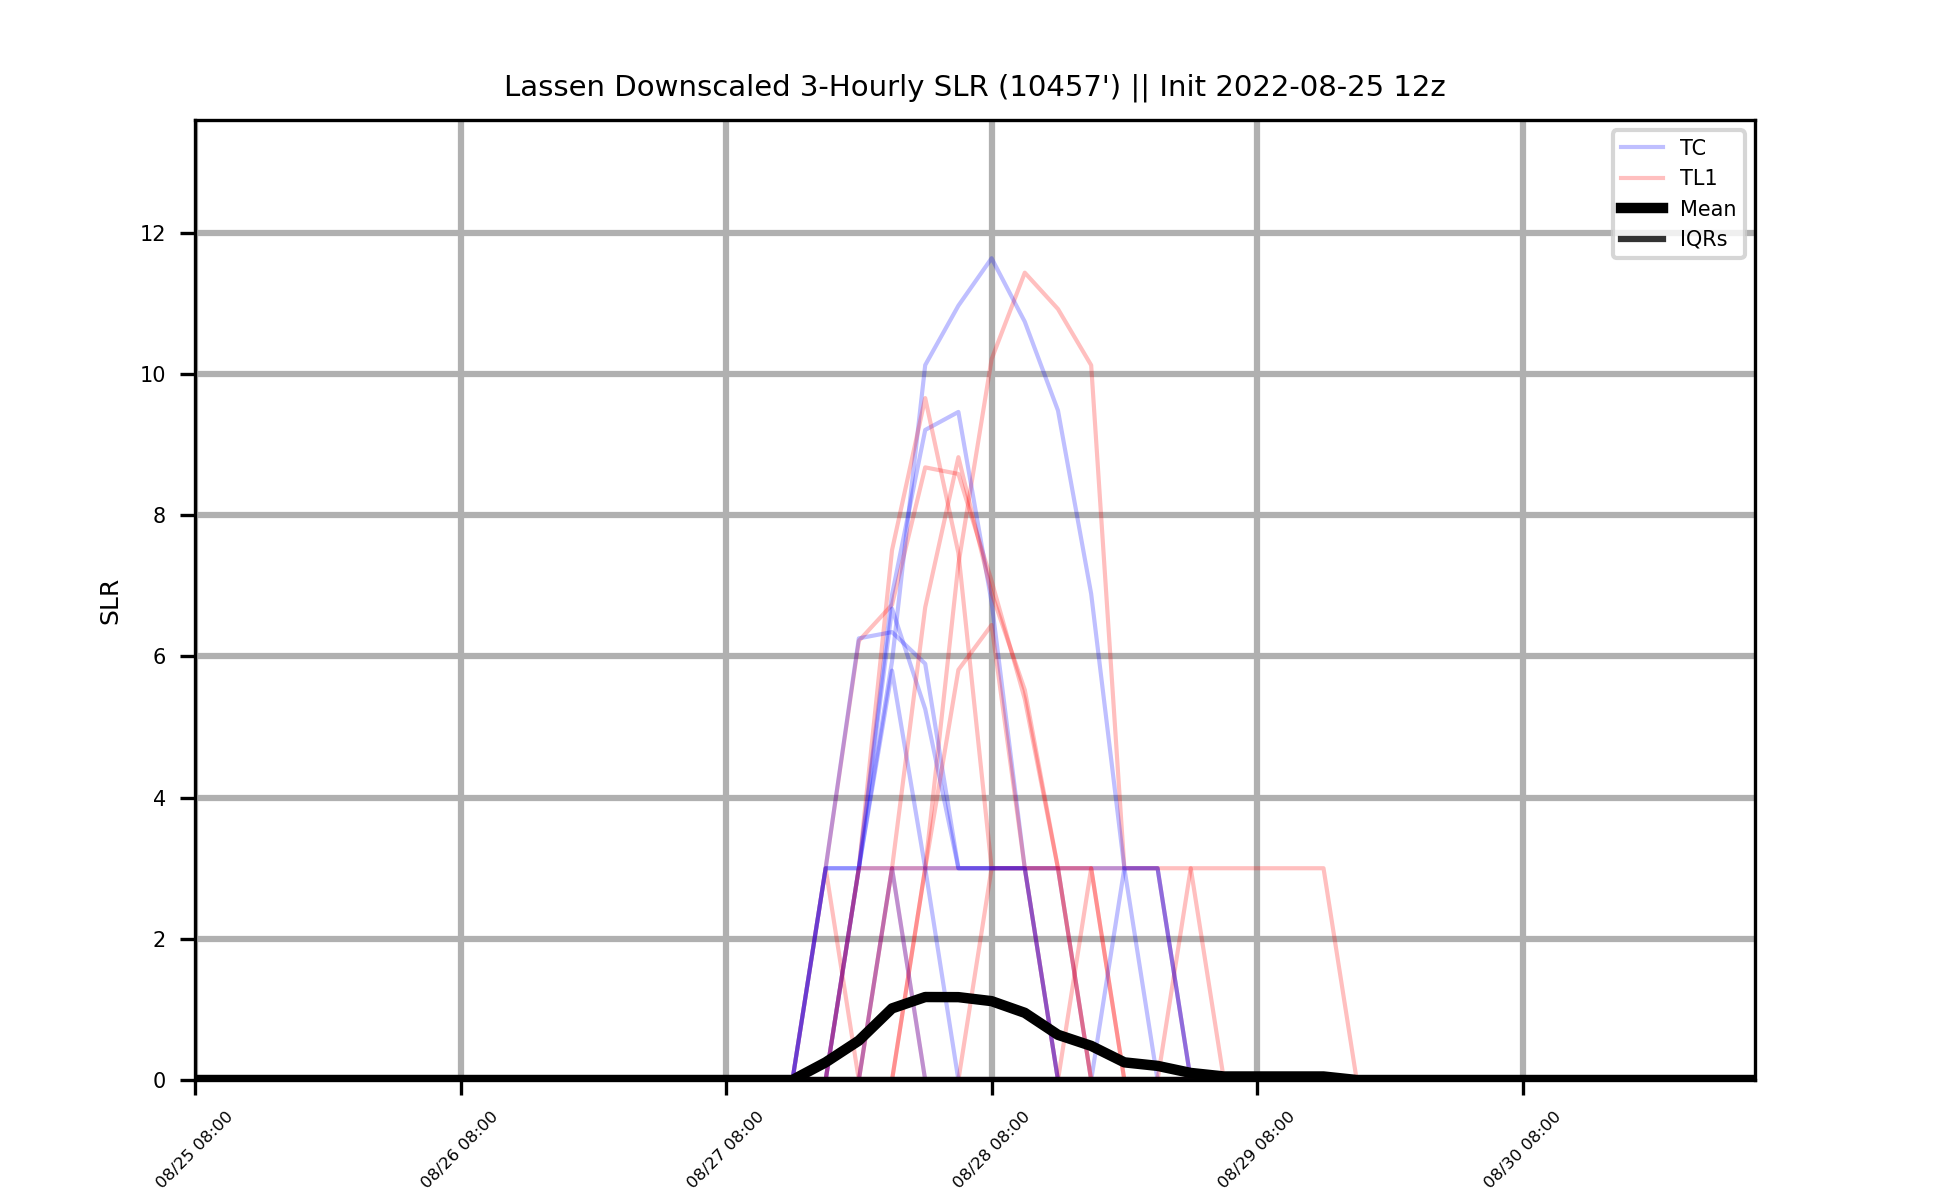 Lassen Downscaled 3-Hourly SLR (10457') || Init 2022-08-25 12z
TC
TL1
Mean
IQRs
12
10
8
6
4
2
0
SLR
08/25 08:00
08/26 08:00
08/27 08:00
08/28 08:00
08/29 08:00
08/30 08:00